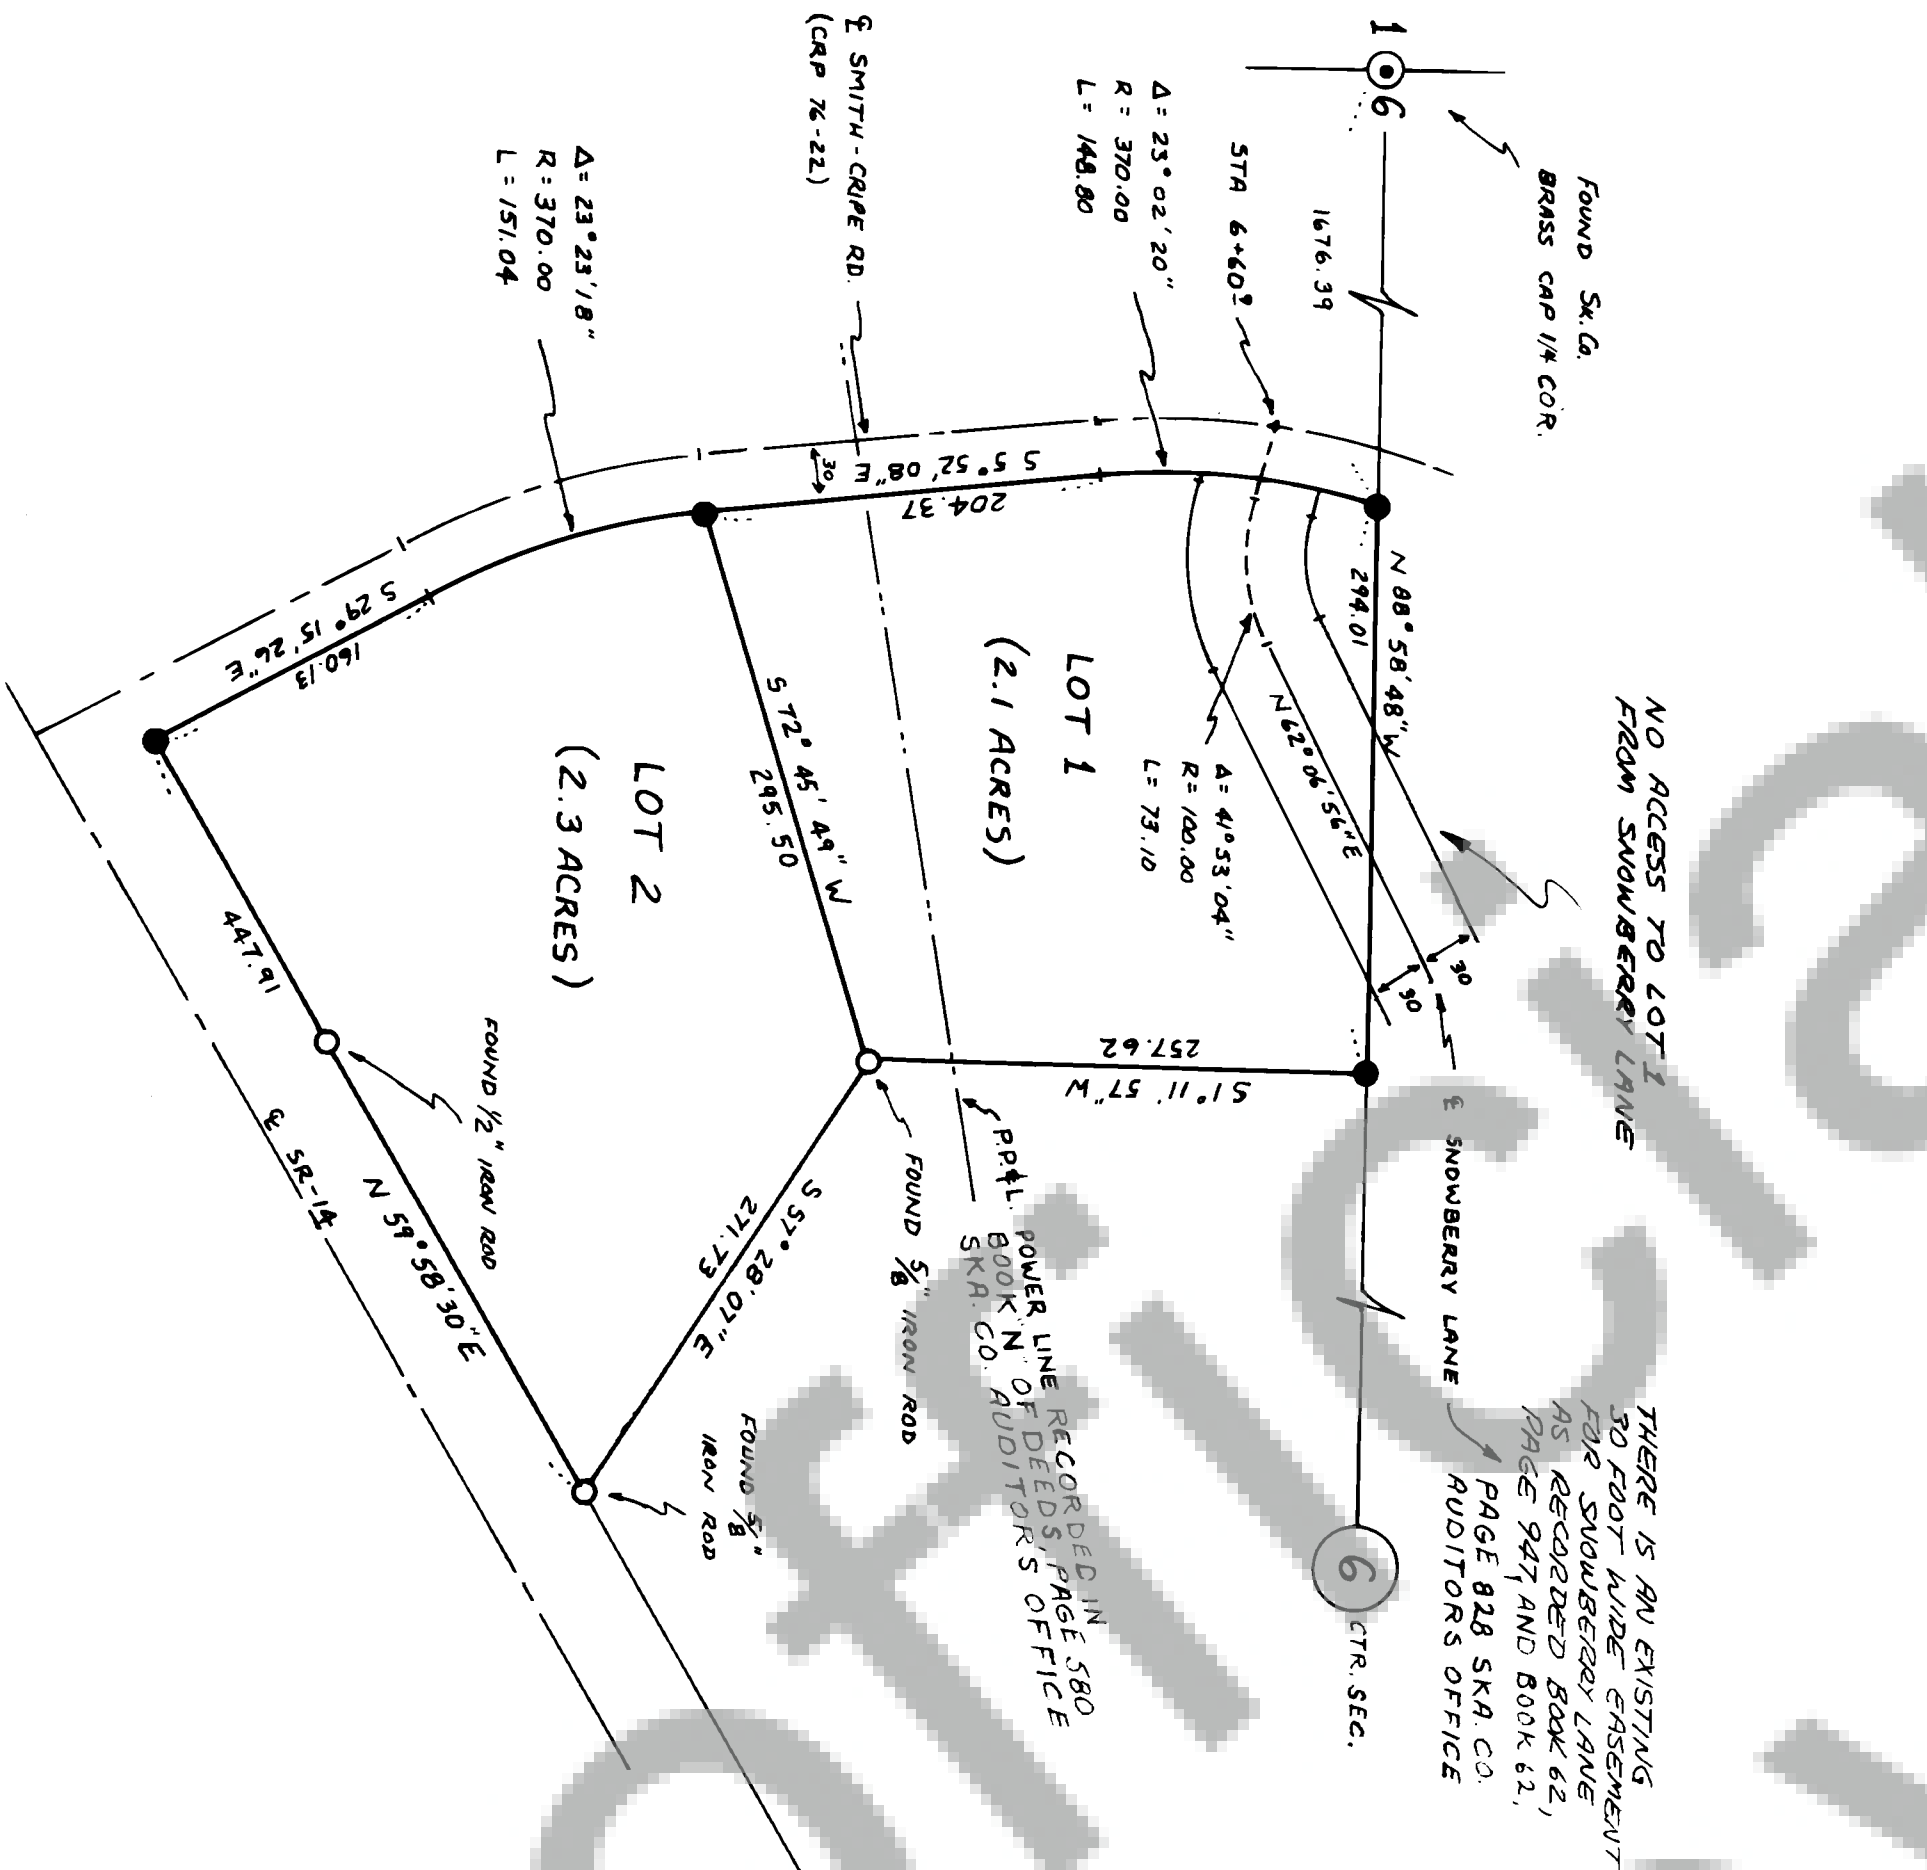 FOUND SK. CO.
BRASS CAP 1/4 COR.
1
6
1676.39
STA 6+60⁹
Δ = 23° 02' 20"
R = 370.00
L = 148.80
℄ SMITH-CRIPE RD.
(CRP 76-22)
Δ = 23° 23' 18"
R = 370.00
L = 151.04
NO ACCESS TO LOT 1
FROM SNOWBERRY LANE
N 88° 58' 48" W
294.01
N 62° 06' 56" E
Δ = 41° 53' 04"
R = 100.00
L = 73.10
30
30
30
S 5° 52' 08" E
204.37
LOT 1
(2.1 ACRES)
S 72° 45' 49" W
295.50
LOT 2
(2.3 ACRES)
S 29° 15' 26" E
160.13
257.62
S 1° 11' 57" W
℄ SNOWBERRY LANE
THERE IS AN EXISTING
30 FOOT WIDE EASEMENT
FOR SNOWBERRY LANE
AS RECORDED BOOK 62,
PAGE 947, AND BOOK 62,
PAGE 828 SKA. CO.
AUDITORS OFFICE
6
CTR. SEC.
P.P.&L. POWER LINE RECORDED IN
BOOK "N" OF DEEDS, PAGE 580
SKA. CO. AUDITORS OFFICE
FOUND 5/8" IRON ROD
S 57° 28' 07" E
271.73
FOUND 5/8"
IRON ROD
FOUND 1/2" IRON ROD
447.91
N 59° 58' 30" E
℄ SR-14